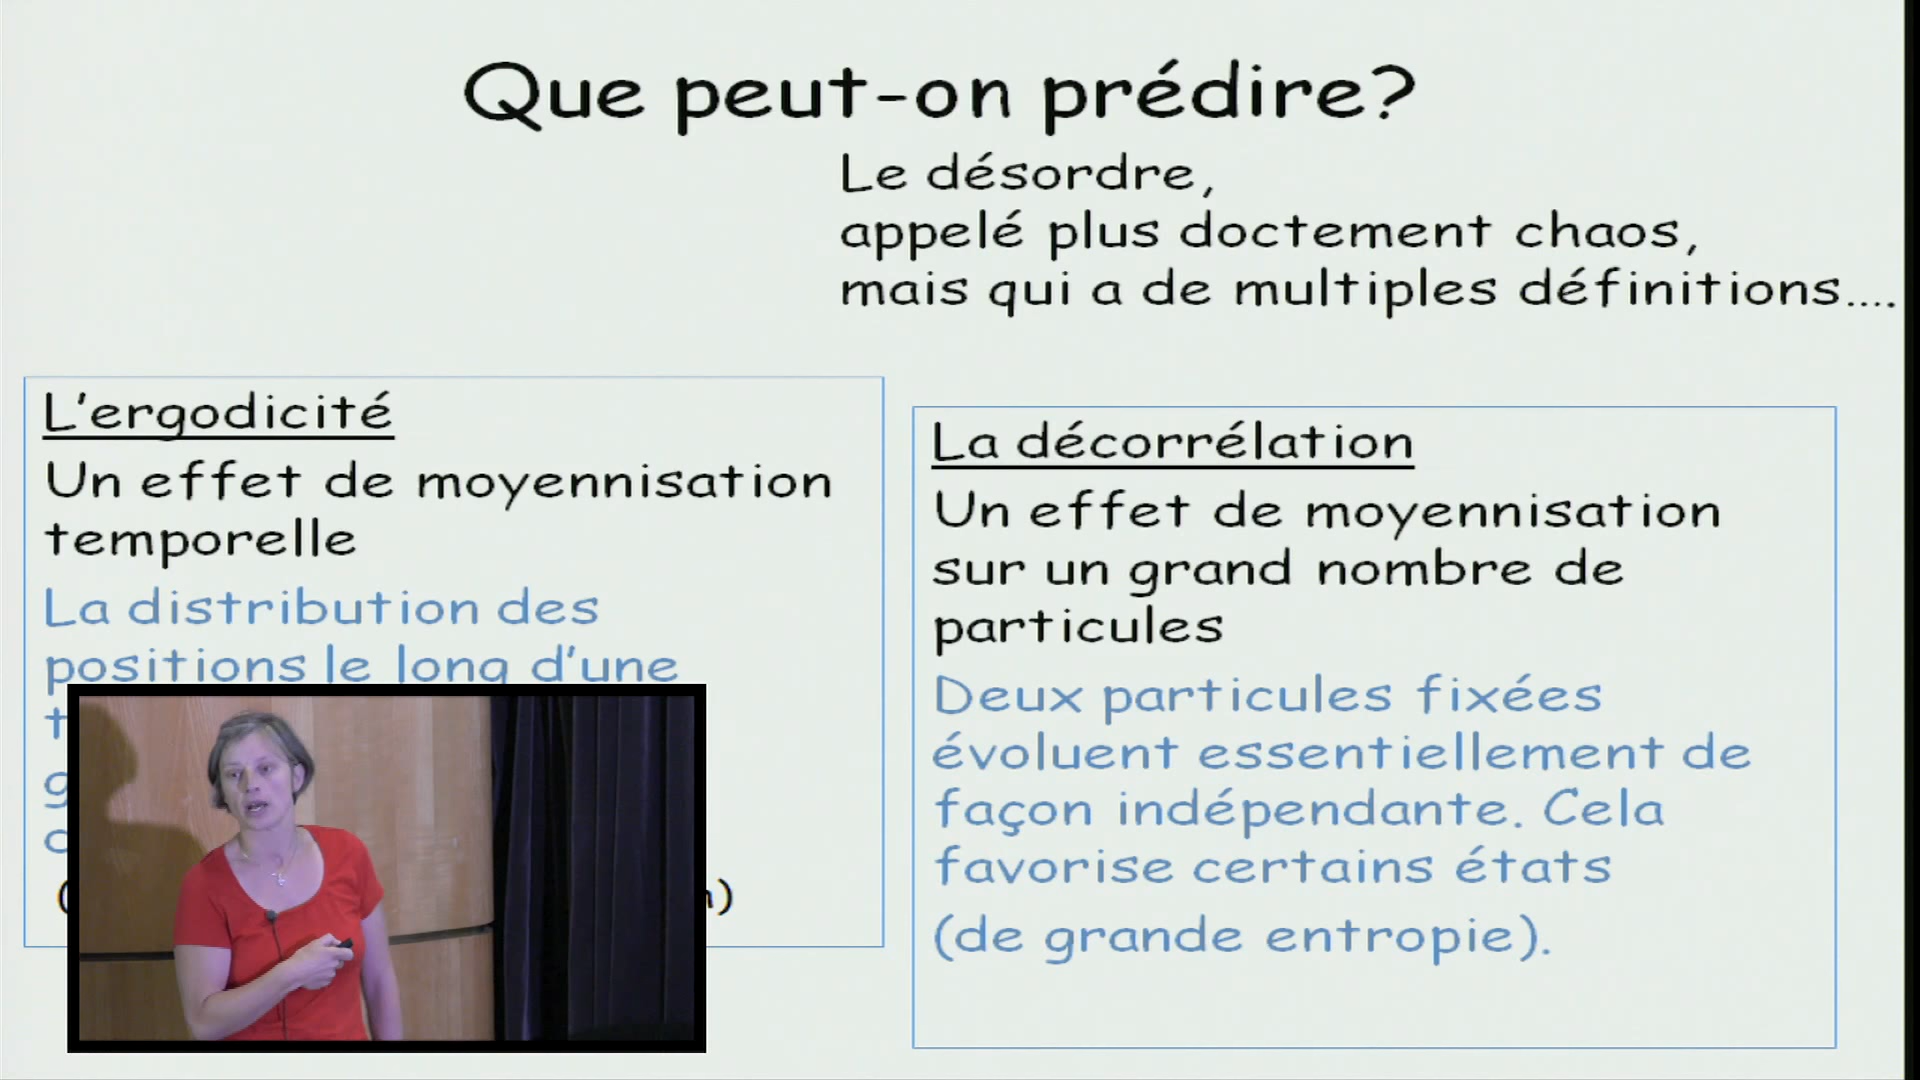 Que peut-on prédire?
Le désordre,
appelé plus doctement chaos,
mais qui a de multiples définitions....
L'ergodicité
Un effet de moyennisation
temporelle
La distribution des
positions le long d'une
La décorrélation
Un effet de moyennisation
sur un grand nombre de
particules
Deux particules fixées
évoluent essentiellement de
façon indépendante. Cela
favorise certains états
(de grande entropie).